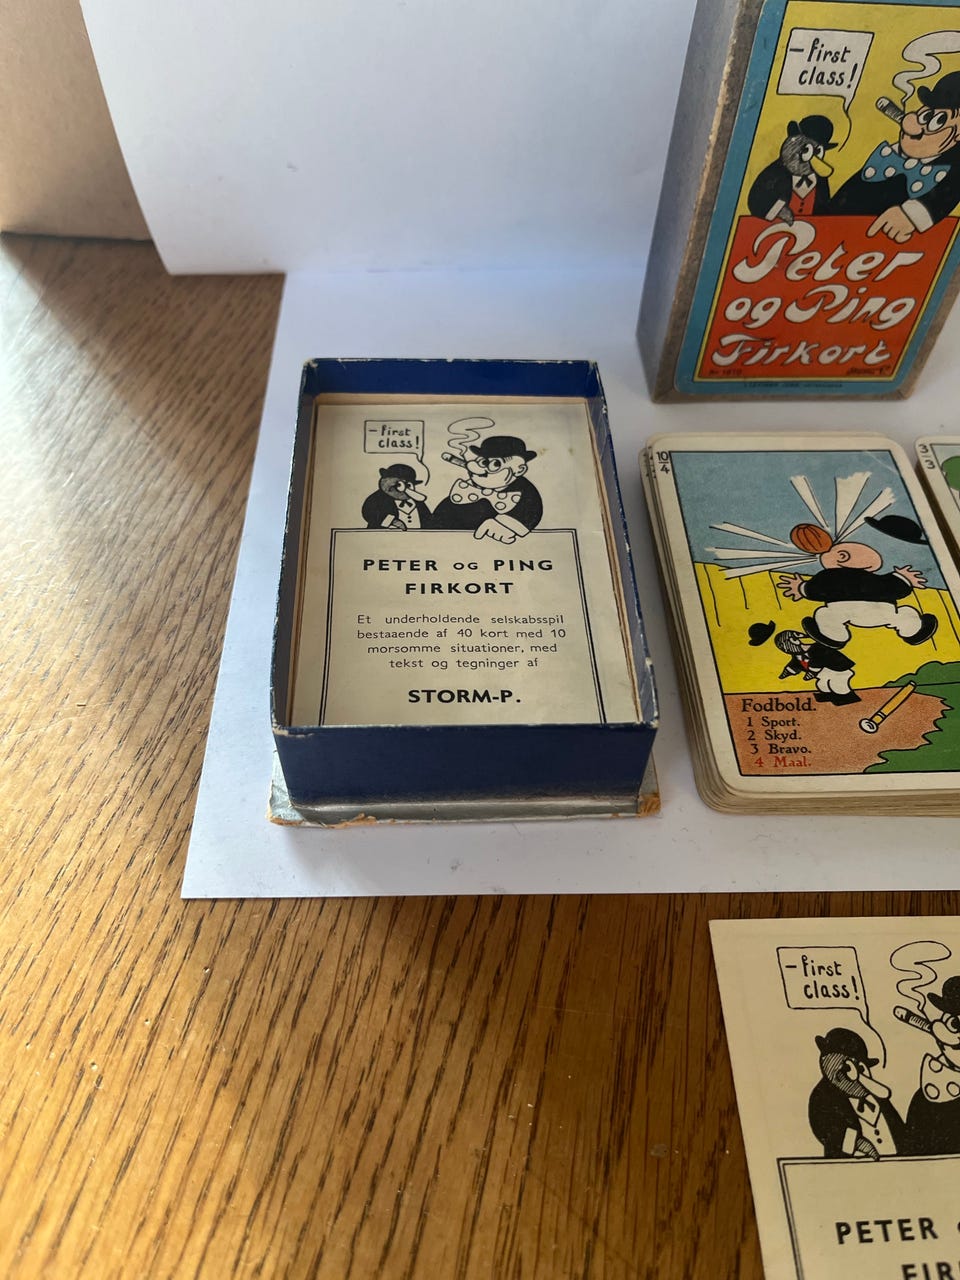 -first
class!
Peter
og Ping
Firkort
-first
class!
PETER OG PING
FIRKORT
Et underholdende selskabsspil
bestaaende af 40 kort med 10
morsomme situationer, med
tekst og tegninger af
STORM-P.
10
4
Fodbold.
1 Sport.
2 Skyd.
3 Bravo.
4 Maal.
3
3
-first
class!
PETER